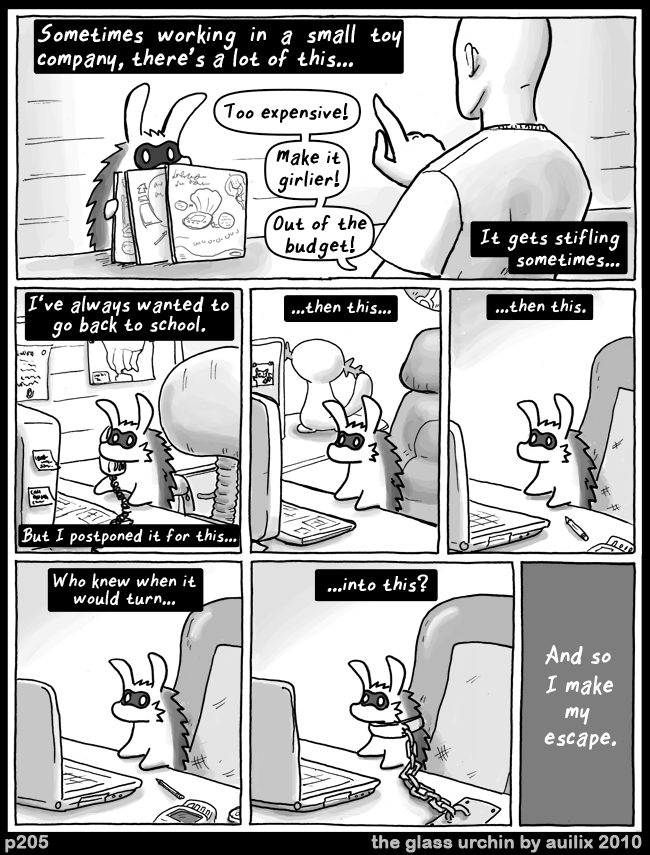 Sometimes working in a small toy
company, there's a lot of this...
Too expensive!
Make it
girlier!
Out of the
budget!
It gets stifling
sometimes...
I've always wanted to
go back to school.
But I postponed it for this...
...then this...
...then this.
Who knew when it
would turn...
...into this?
And so
I make
my
escape.
p205
the glass urchin by auilix 2010